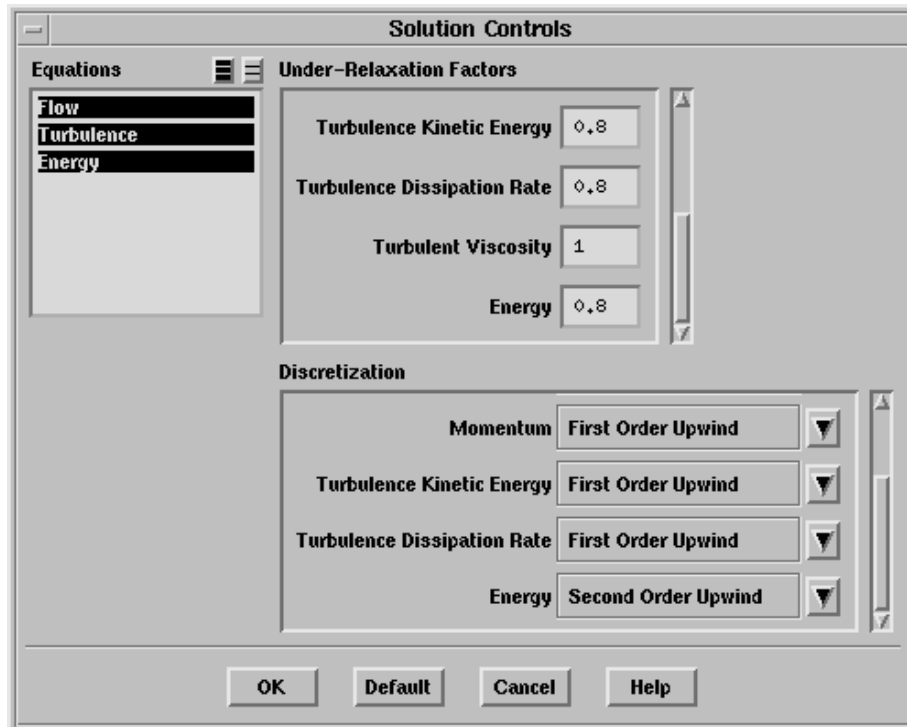 Solution Controls
Equations
Flow
Turbulence
Energy
Under-Relaxation Factors
Turbulence Kinetic Energy 0.8
Turbulence Dissipation Rate 0.8
Turbulent Viscosity 1
Energy 0.8
Discretization
Momentum First Order Upwind
Turbulence Kinetic Energy First Order Upwind
Turbulence Dissipation Rate First Order Upwind
Energy Second Order Upwind
OK Default Cancel Help